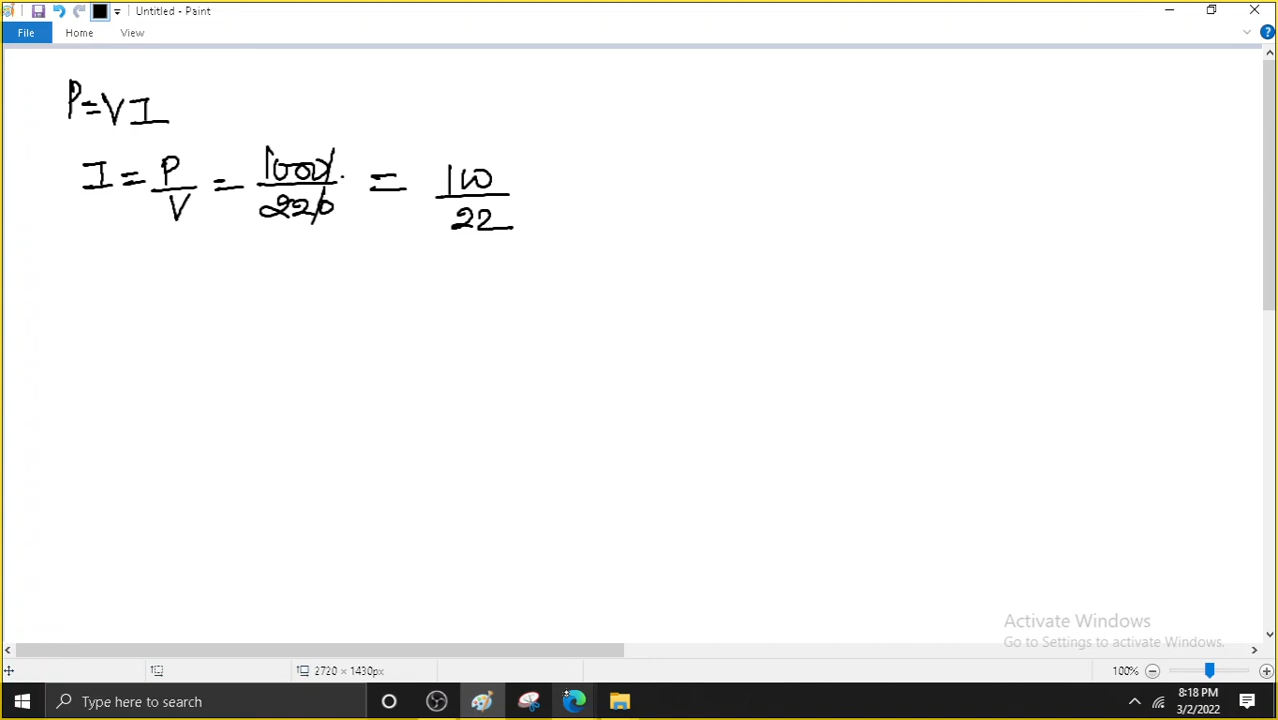 Untitled - Paint
File Home View
P=VI
I = P/V = 1000/220 = 100/22
Activate Windows
Go to Settings to activate Windows.
2720 × 1430px 100%
Type here to search
8:18 PM
3/2/2022